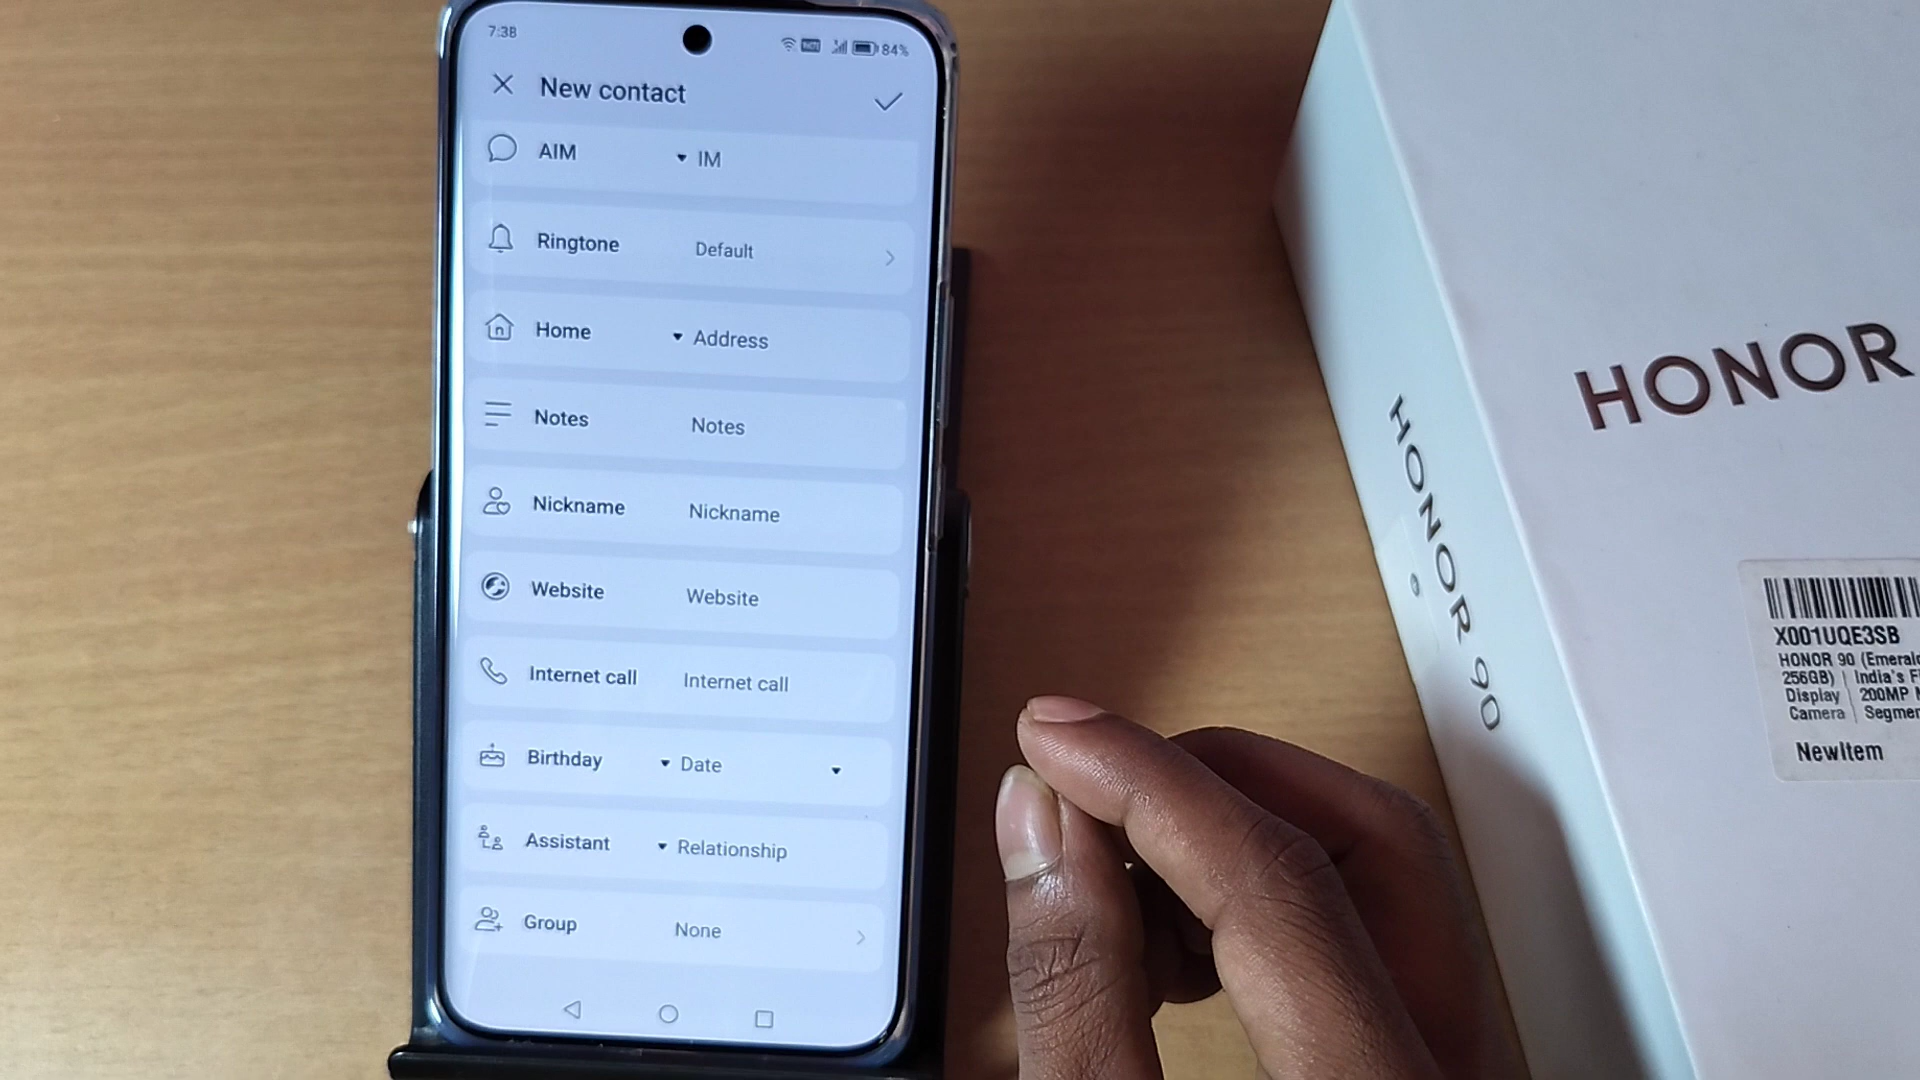 7:38
84%
New contact
AIM IM
Ringtone Default
Home Address
Notes Notes
Nickname Nickname
Website Website
Internet call Internet call
Birthday Date
Assistant Relationship
Group None
HONOR
HONOR 90
X001UQE3SB
HONOR 90 (Emerald
256GB) | India's
Display | 200MP
Camera |
NewItem